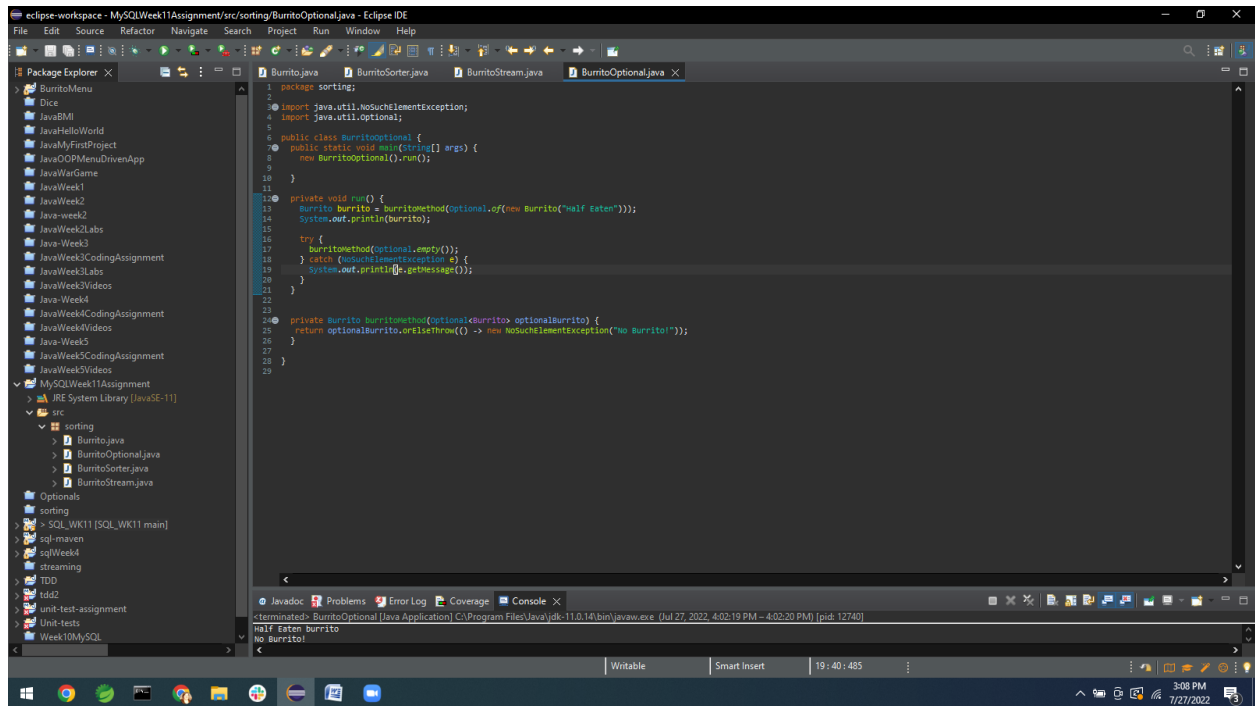 eclipse-workspace - MySQLWeek11Assignment/src/sorting/BurritoOptional.java - Eclipse IDE
File Edit Source Refactor Navigate Search Project Run Window Help
Package Explorer
BurritoMenu
Dice
JavaBMI
JavaHelloWorld
JavaMyFirstProject
JavaOOPMenuDrivenApp
JavaWarGame
JavaWeek1
JavaWeek2
Java-week2
JavaWeek2Labs
Java-Week3
JavaWeek3CodingAssignment
JavaWeek3Labs
JavaWeek3Videos
Java-Week4
JavaWeek4CodingAssignment
JavaWeek4Videos
Java-Week5
JavaWeek5CodingAssignment
JavaWeek5Videos
MySQLWeek11Assignment
JRE System Library [JavaSE-11]
src
sorting
Burrito.java
BurritoOptional.java
BurritoSorter.java
BurritoStream.java
Optionals
sorting
> SQL_WK11 [SQL_WK11 main]
sql-maven
sqlWeek4
streaming
TDD
tdd2
unit-test-assignment
Unit-tests
Week10MySQL
Burrito.java BurritoSorter.java BurritoStream.java BurritoOptional.java
1 package sorting;
2
3 import java.util.NoSuchElementException;
4 import java.util.Optional;
5
6 public class BurritoOptional {
7 public static void main(String[] args) {
8 new BurritoOptional().run();
9
10 }
11
12 private void run() {
13 Burrito burrito = burritoMethod(Optional.of(new Burrito("Half Eaten")));
14 System.out.println(burrito);
15
16 try {
17 burritoMethod(Optional.empty());
18 } catch (NoSuchElementException e) {
19 System.out.println(e.getMessage());
20 }
21 }
22
23
24 private Burrito burritoMethod(Optional<Burrito> optionalBurrito) {
25 return optionalBurrito.orElseThrow(() -> new NoSuchElementException("No Burrito!"));
26 }
27
28 }
29
Javadoc Problems Error Log Coverage Console
<terminated> BurritoOptional [Java Application] C:\Program Files\Java\jdk-11.0.14\bin\javaw.exe (Jul 27, 2022, 4:02:19 PM – 4:02:20 PM) [pid: 12740]
Half Eaten burrito
No Burrito!
Writable Smart Insert 19 : 40 : 485
3:08 PM
7/27/2022
3